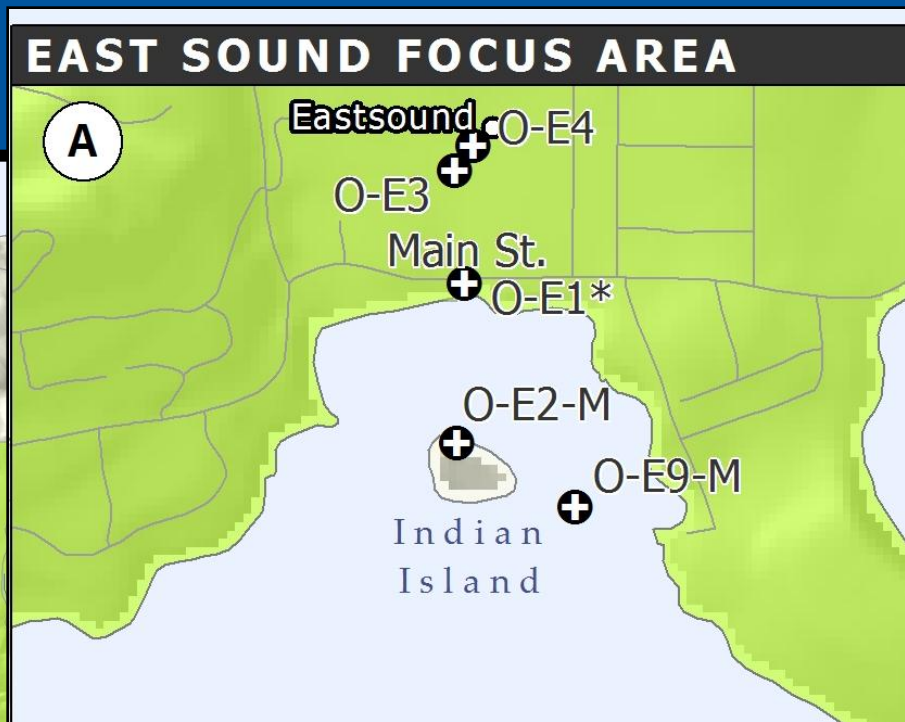 EAST SOUND FOCUS AREA
A
Eastsound
O-E4
O-E3
Main St.
O-E1*
O-E2-M
O-E9-M
Indian
Island